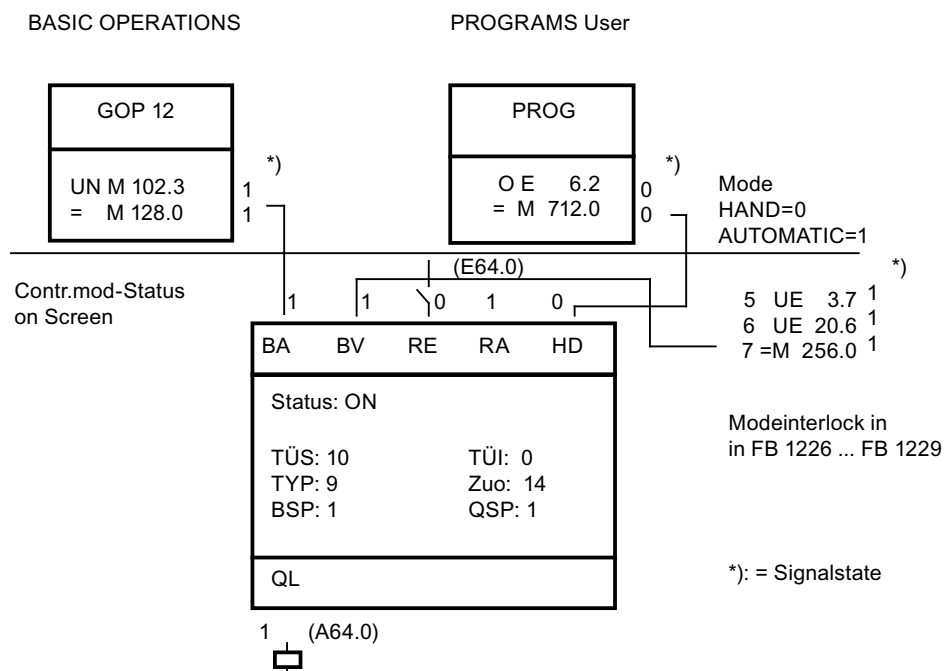 BASIC OPERATIONS
PROGRAMS User
GOP 12
PROG
*)
*)
UN M 102.3 1
= M 128.0 1
O E 6.2 0
= M 712.0 0
Mode
HAND=0
AUTOMATIC=1
(E64.0)
*)
Contr.mod-Status
on Screen
1 1 0 1 0
5 UE 3.7 1
6 UE 20.6 1
7 =M 256.0 1
BA BV RE RA HD
Status: ON
Modeinterlock in
in FB 1226 ... FB 1229
TÜS: 10 TÜI: 0
TYP: 9 Zuo: 14
BSP: 1 QSP: 1
QL
*): = Signalstate
1 (A64.0)